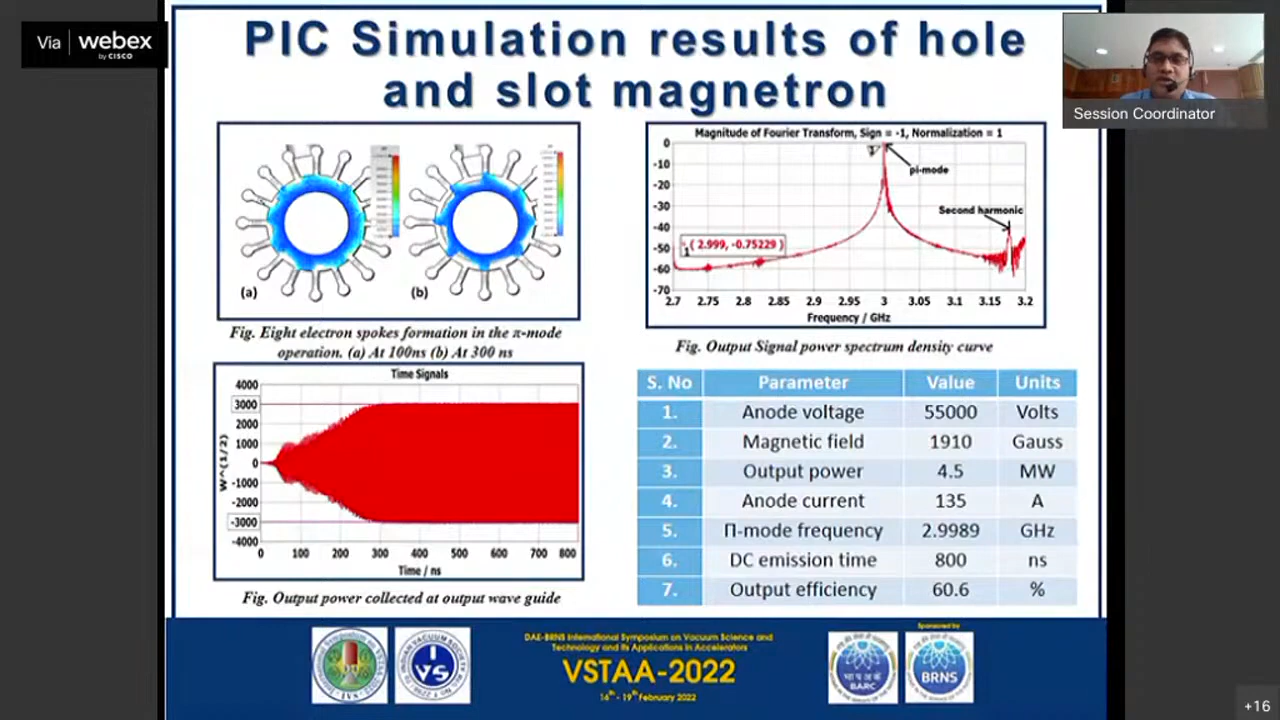 Via webex
by CISCO
PIC Simulation results of hole
and slot magnetron
Session Coordinator
(a)
(b)
Fig. Eight electron spokes formation in the π-mode
operation. (a) At 100ns (b) At 300 ns
Magnitude of Fourier Transform, Sign = -1, Normalization = 1
0
-10
-20
-30
-40
-50
-60
-70
pi-mode
Second harmonic
1 ( 2.999, -0.75229 )
2.7 2.75 2.8 2.85 2.9 2.95 3 3.05 3.1 3.15 3.2
Frequency / GHz
Fig. Output Signal power spectrum density curve
Time Signals
W^(1/2)
4000
3000
2000
1000
0
-1000
-2000
-3000
-4000
0 100 200 300 400 500 600 700 800
Time / ns
Fig. Output power collected at output wave guide
S. No Parameter Value Units
1. Anode voltage 55000 Volts
2. Magnetic field 1910 Gauss
3. Output power 4.5 MW
4. Anode current 135 A
5. Π-mode frequency 2.9989 GHz
6. DC emission time 800 ns
7. Output efficiency 60.6 %
DAE-BRNS International Symposium on Vacuum Science and
Technology and its Applications in Accelerators
VSTAA-2022
16th - 19th February 2022
IVS
Sponsored by
BARC
BRNS
+16